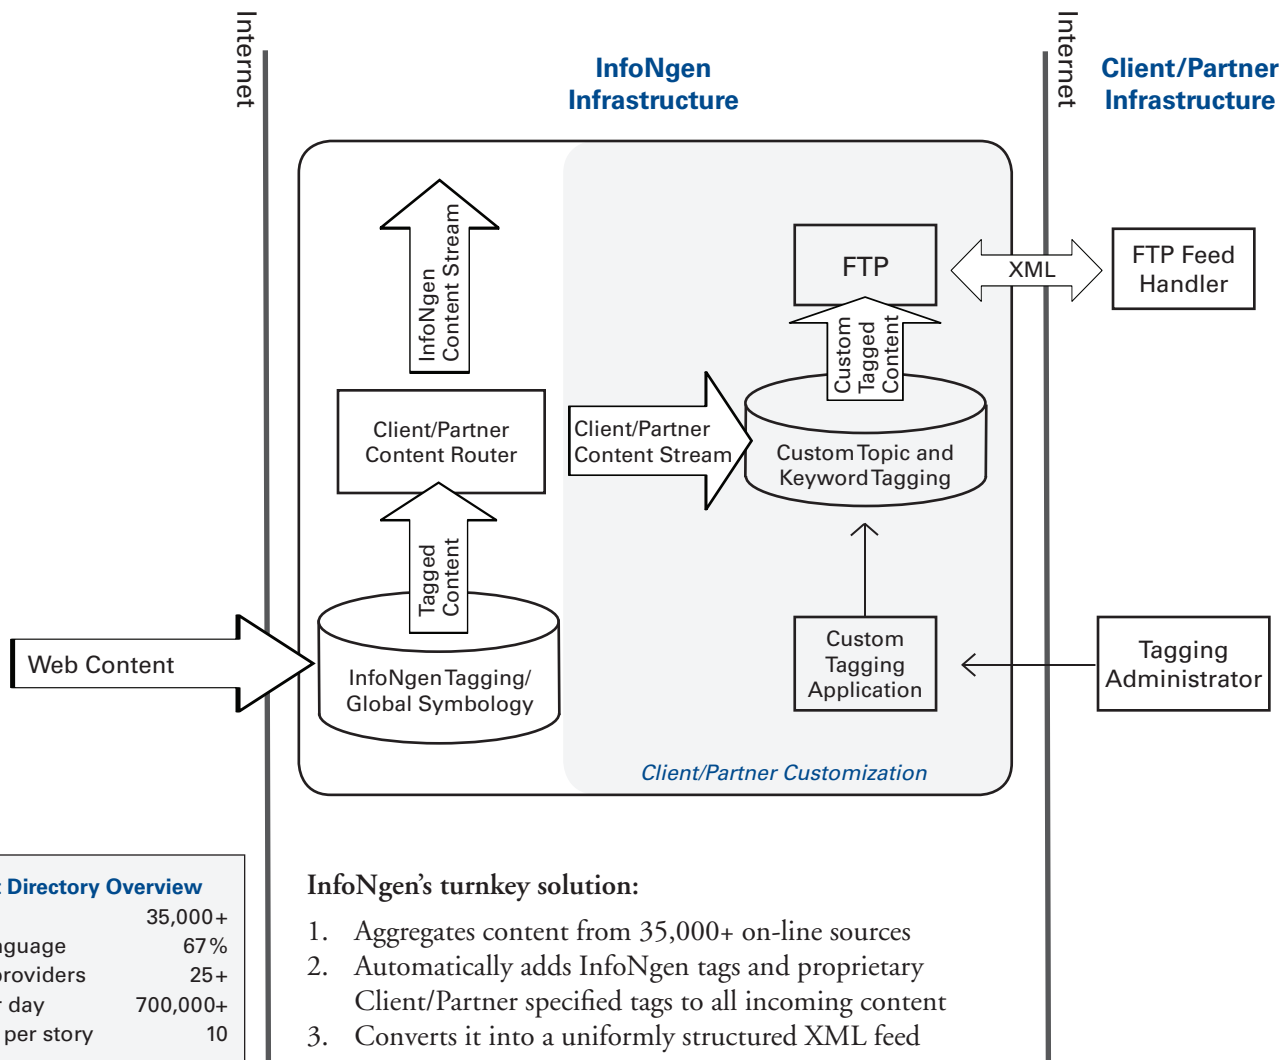 Internet
InfoNgen
Infrastructure
Internet
Client/Partner
Infrastructure
InfoNgen
Content Stream
FTP
XML
FTP Feed
Handler
Custom
Tagged
Content
Client/Partner
Content Router
Client/Partner
Content Stream
Custom Topic and
Keyword Tagging
Tagged
Content
Web Content
InfoNgen Tagging/
Global Symbology
Custom
Tagging
Application
Tagging
Administrator
Client/Partner Customization
Directory Overview
35,000+
67%
providers 25+
day 700,000+
per story 10
InfoNgen's turnkey solution:
1. Aggregates content from 35,000+ on-line sources
2. Automatically adds InfoNgen tags and proprietary
Client/Partner specified tags to all incoming content
3. Converts it into a uniformly structured XML feed